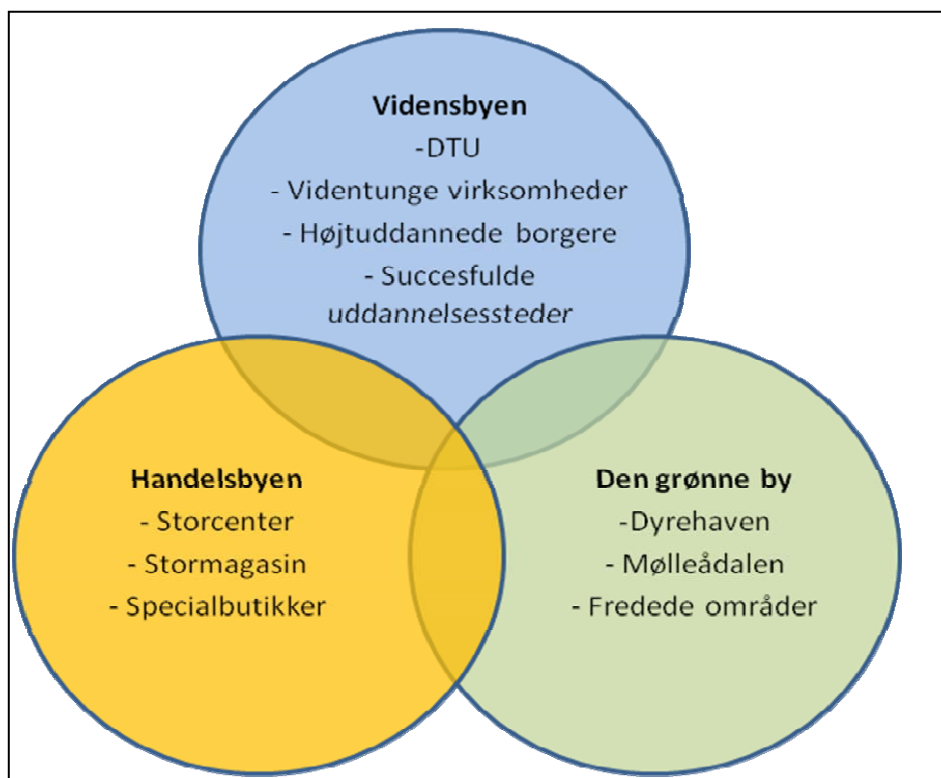 Vidensbyen
-DTU
- Videntunge virksomheder
- Højtuddannede borgere
- Succesfulde
uddannelsessteder
Handelsbyen
- Storcenter
- Stormagasin
- Specialbutikker
Den grønne by
-Dyrehaven
- Mølleådalen
- Fredede områder